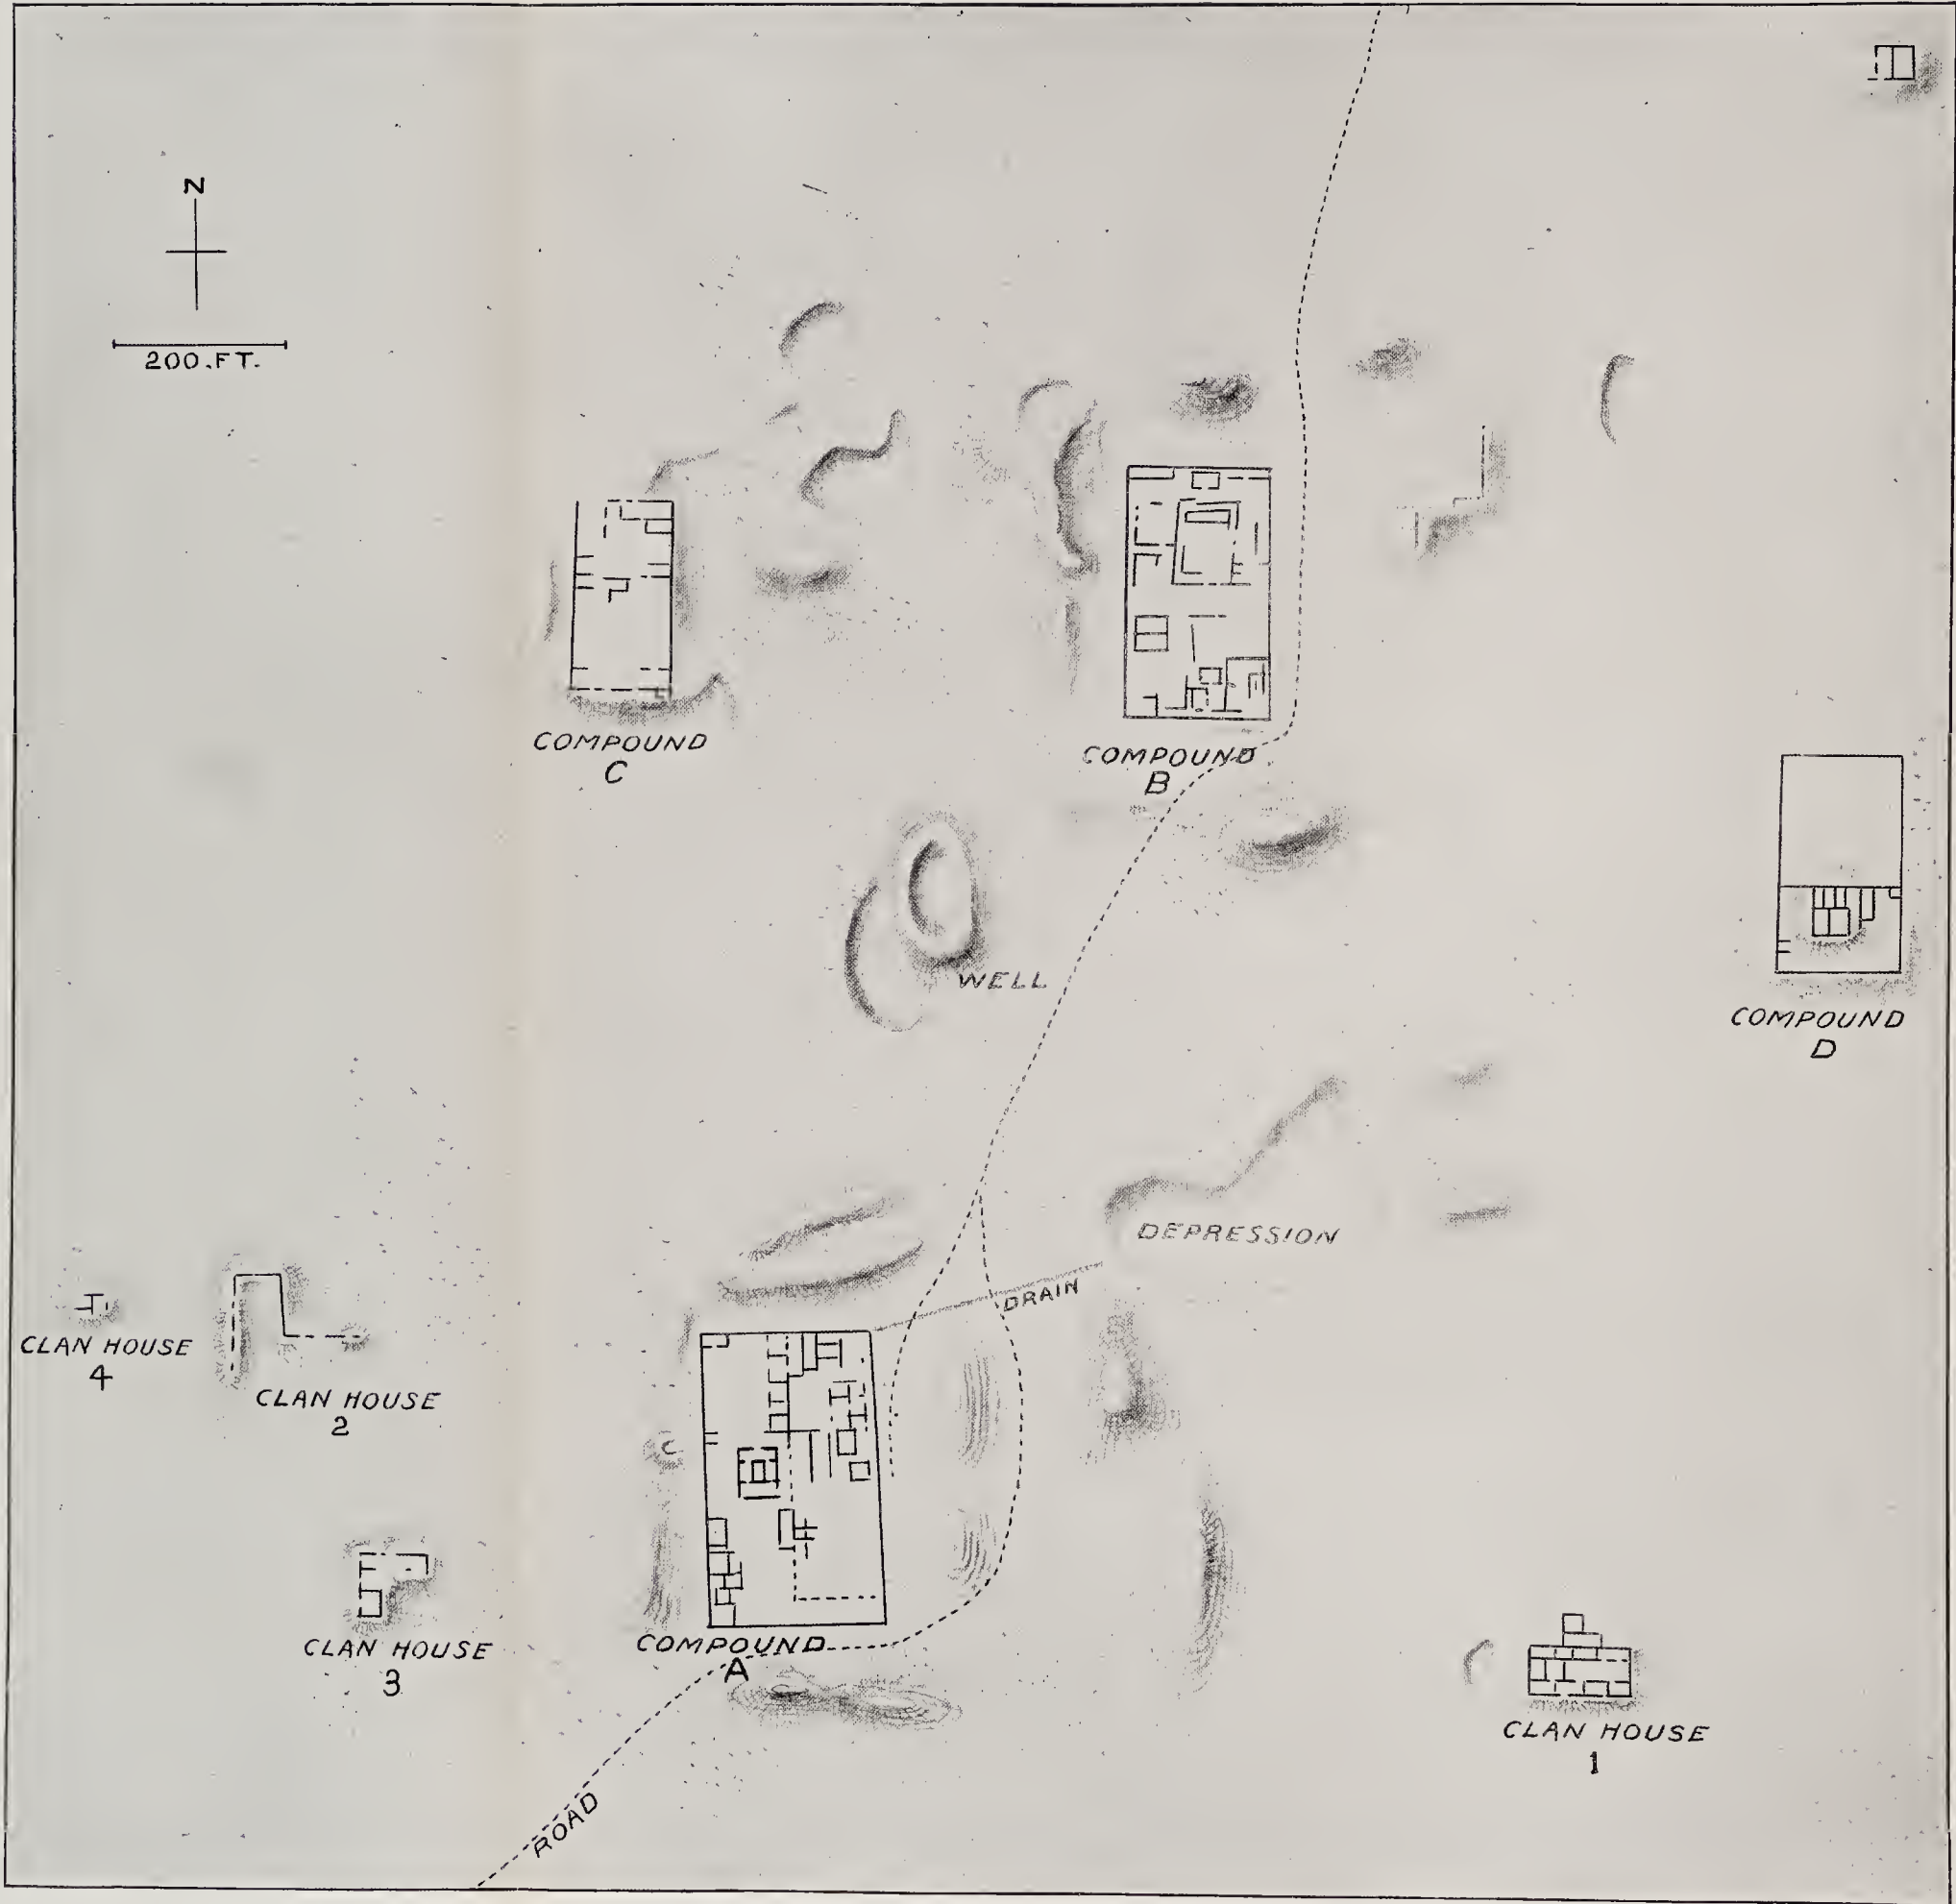 N
200.FT.
COMPOUND
C
COMPOUND
B
WELL
COMPOUND
D
DEPRESSION
DRAIN
CLAN HOUSE
4
CLAN HOUSE
2
CLAN HOUSE
3
COMPOUND
A
CLAN HOUSE
1
ROAD